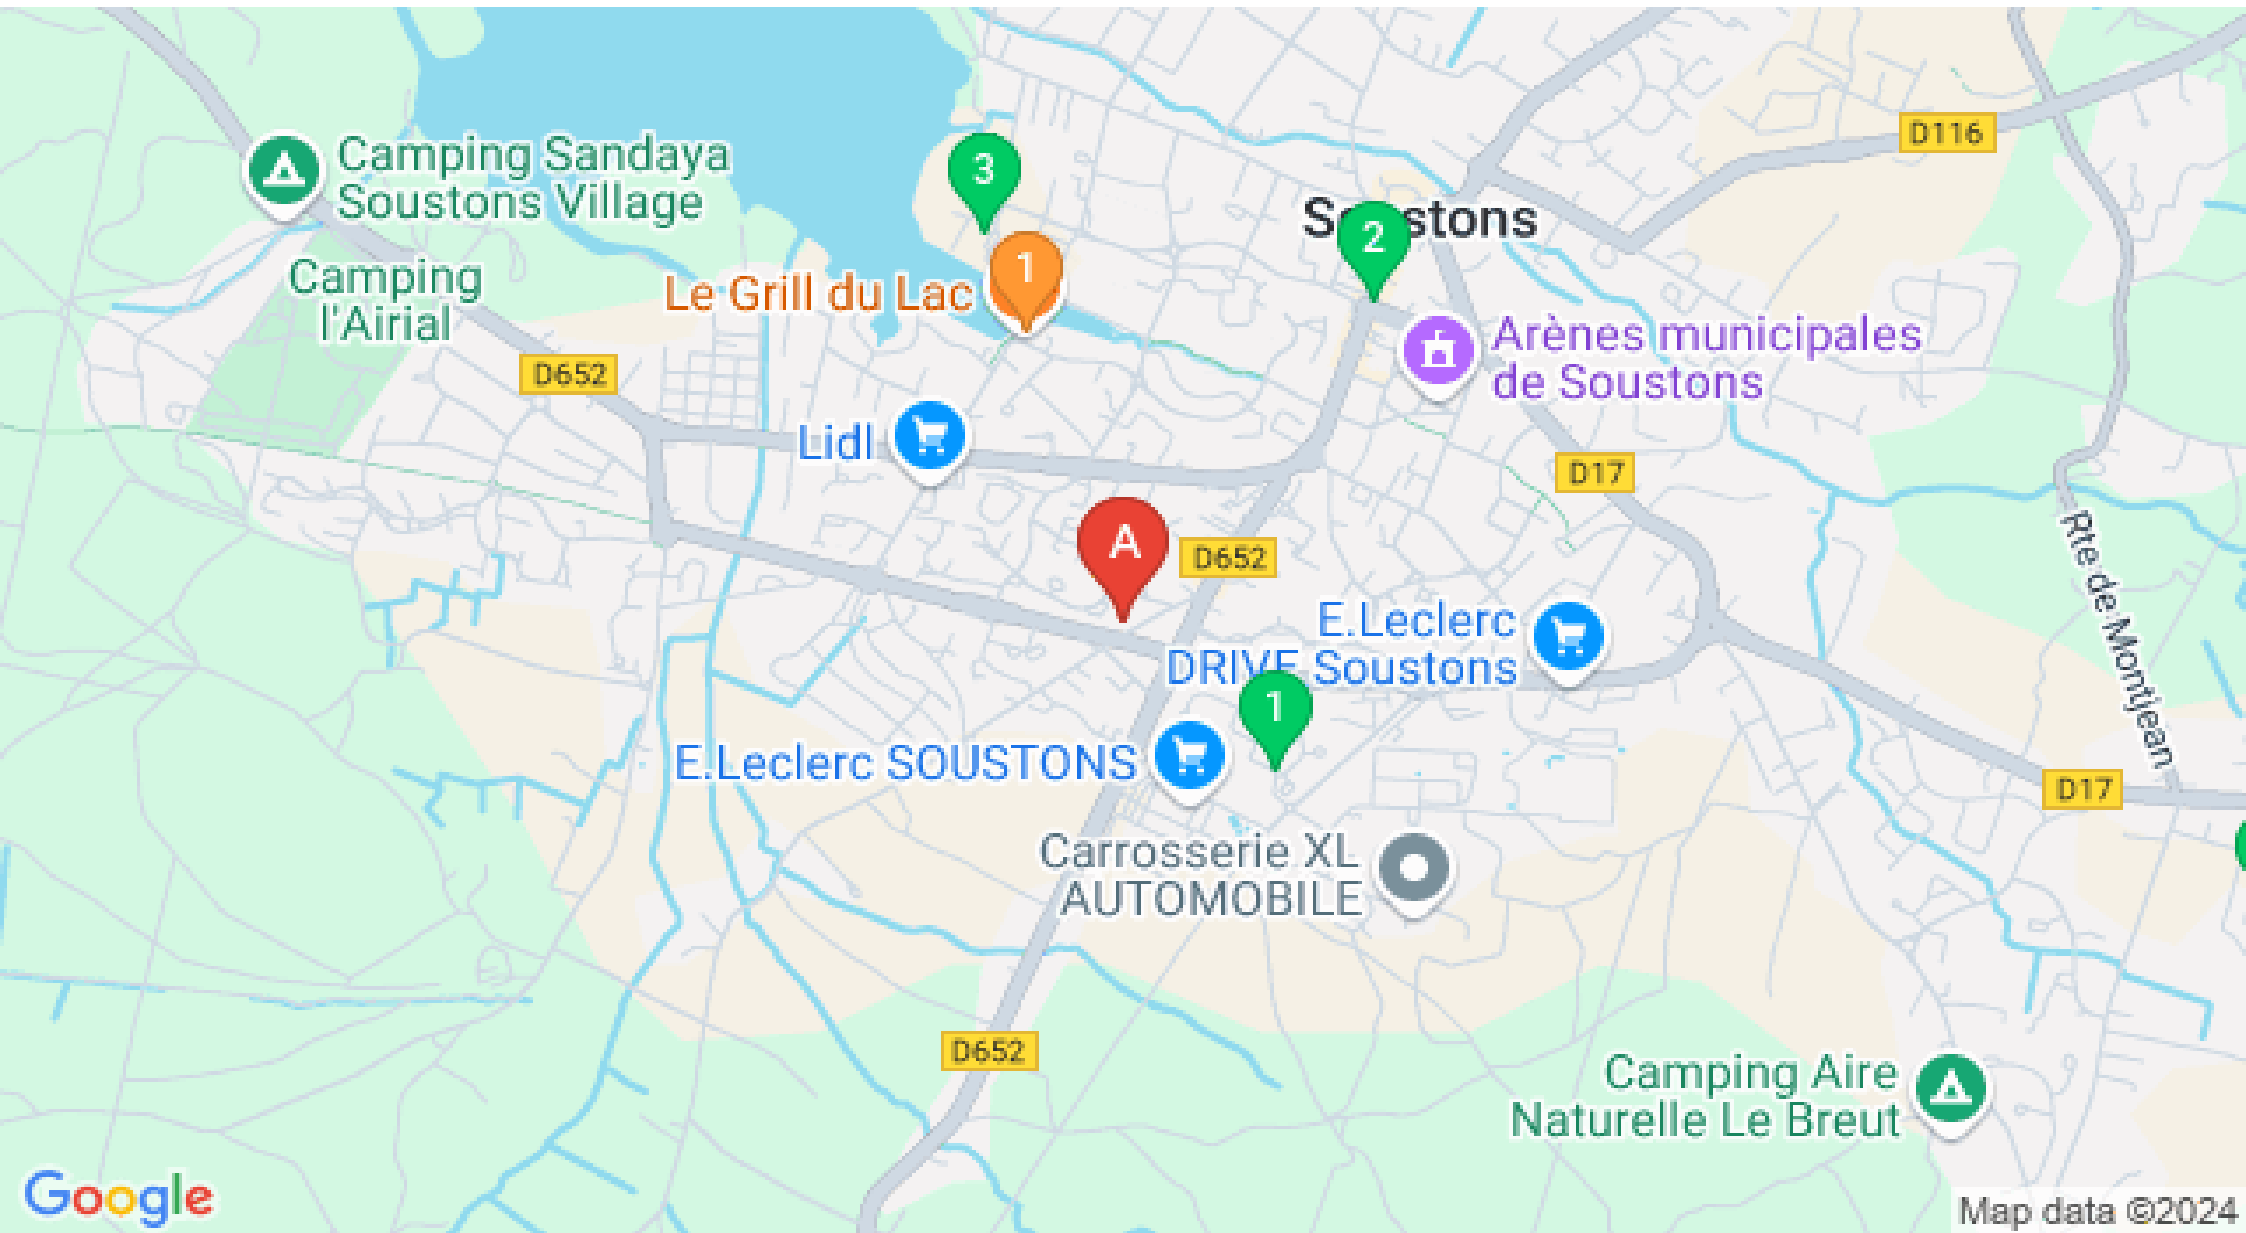 D116
Camping Sandaya
Soustons Village
3
Soustons
2
Camping
l'Airial
Le Grill du Lac
1
Arènes municipales
de Soustons
D652
Lidl
D17
A
D652
Rte de Montjean
E.Leclerc
DRIVE Soustons
1
E.Leclerc SOUSTONS
D17
Carrosserie XL
AUTOMOBILE
D652
Camping Aire
Naturelle Le Breut
Google
Map data ©2024